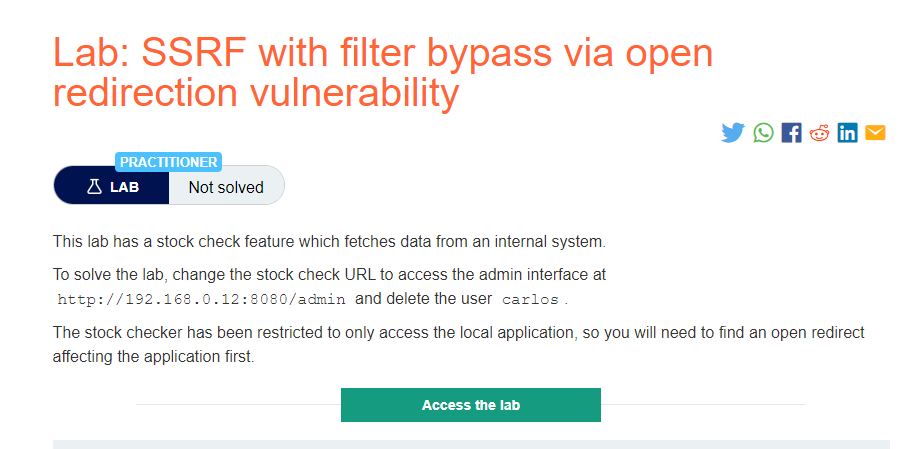 Lab: SSRF with filter bypass via open
redirection vulnerability
PRACTITIONER
LAB Not solved
This lab has a stock check feature which fetches data from an internal system.
To solve the lab, change the stock check URL to access the admin interface at
http://192.168.0.12:8080/admin and delete the user carlos .
The stock checker has been restricted to only access the local application, so you will need to find an open redirect
affecting the application first.
Access the lab